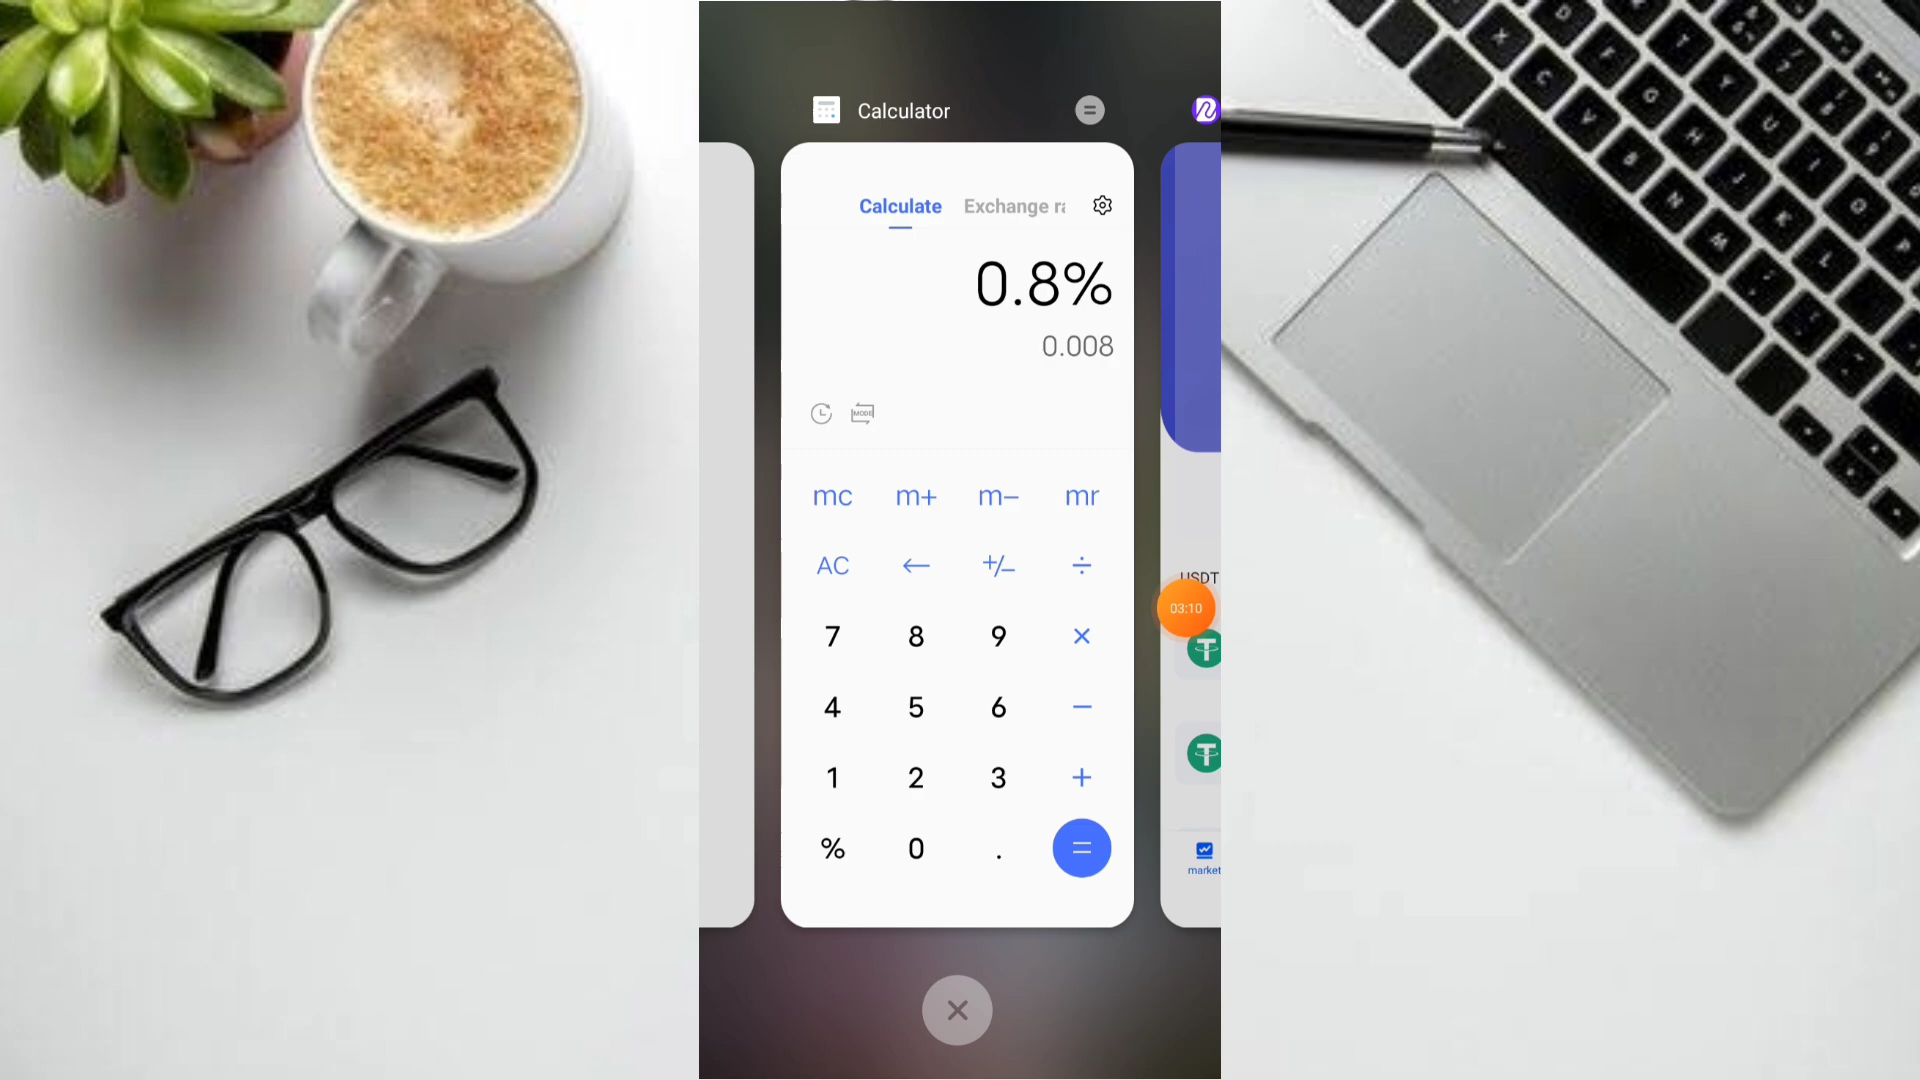 Calculator
Calculate Exchange ra
0.8%
0.008
MODE
mc m+ m– mr
AC ← +/– ÷
USDT
03:10
7 8 9 ×
4 5 6 –
1 2 3 +
% 0 . =
market